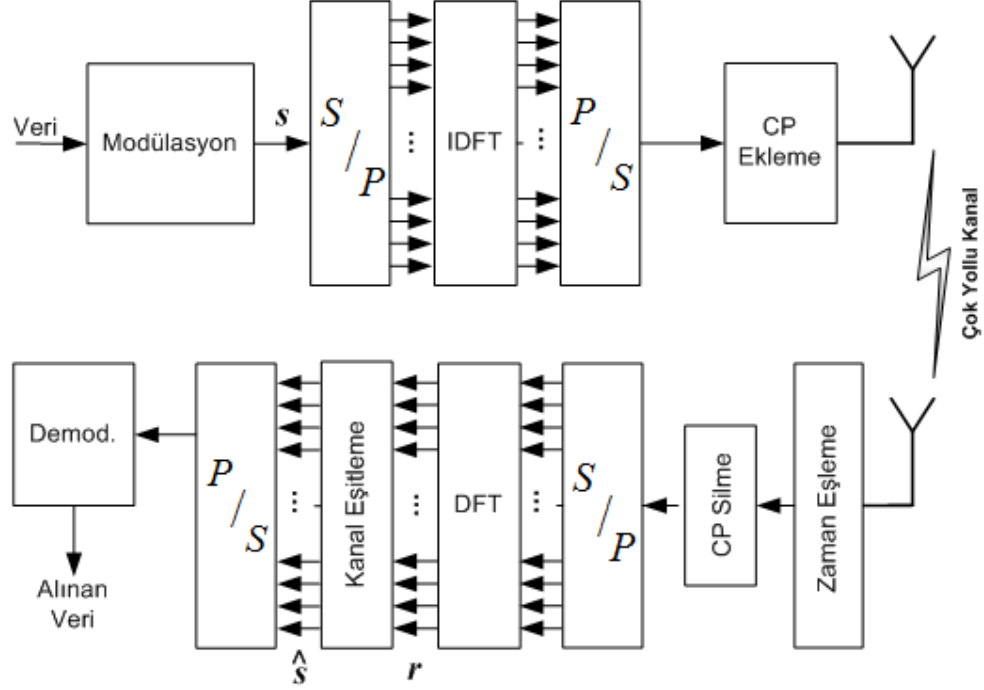 Veri
Modülasyon
s
S/P
...
IDFT
...
P/S
CP
Ekleme
Çok Yollu Kanal
Demod.
Alınan
Veri
P/S
...
ŝ
Kanal Eşitleme
...
r
DFT
...
S/P
CP Silme
Zaman Eşleme